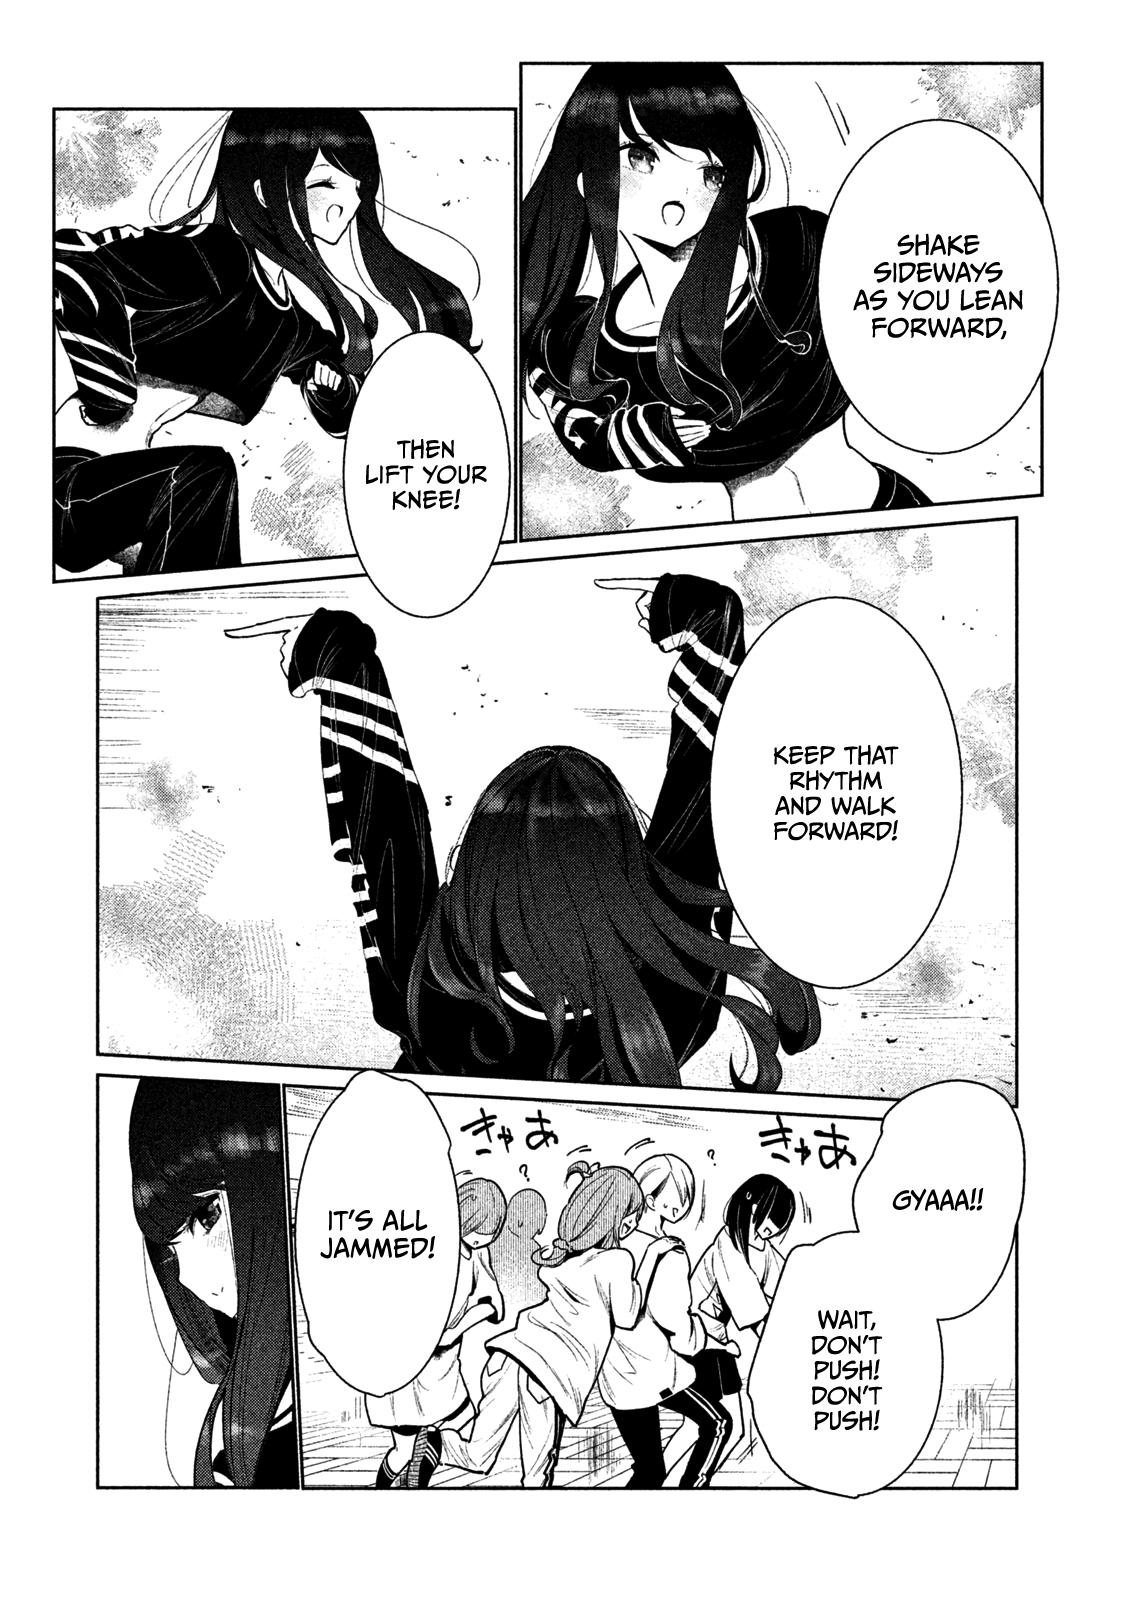 SHAKE
SIDEWAYS
AS YOU LEAN
FORWARD,
THEN
LIFT YOUR
KNEE!
KEEP THAT
RHYTHM
AND WALK
FORWARD!
GYAAA!!
WAIT,
DON'T
PUSH!
DON'T
PUSH!
きゃあ
?
きゃあ
?
IT'S ALL
JAMMED!